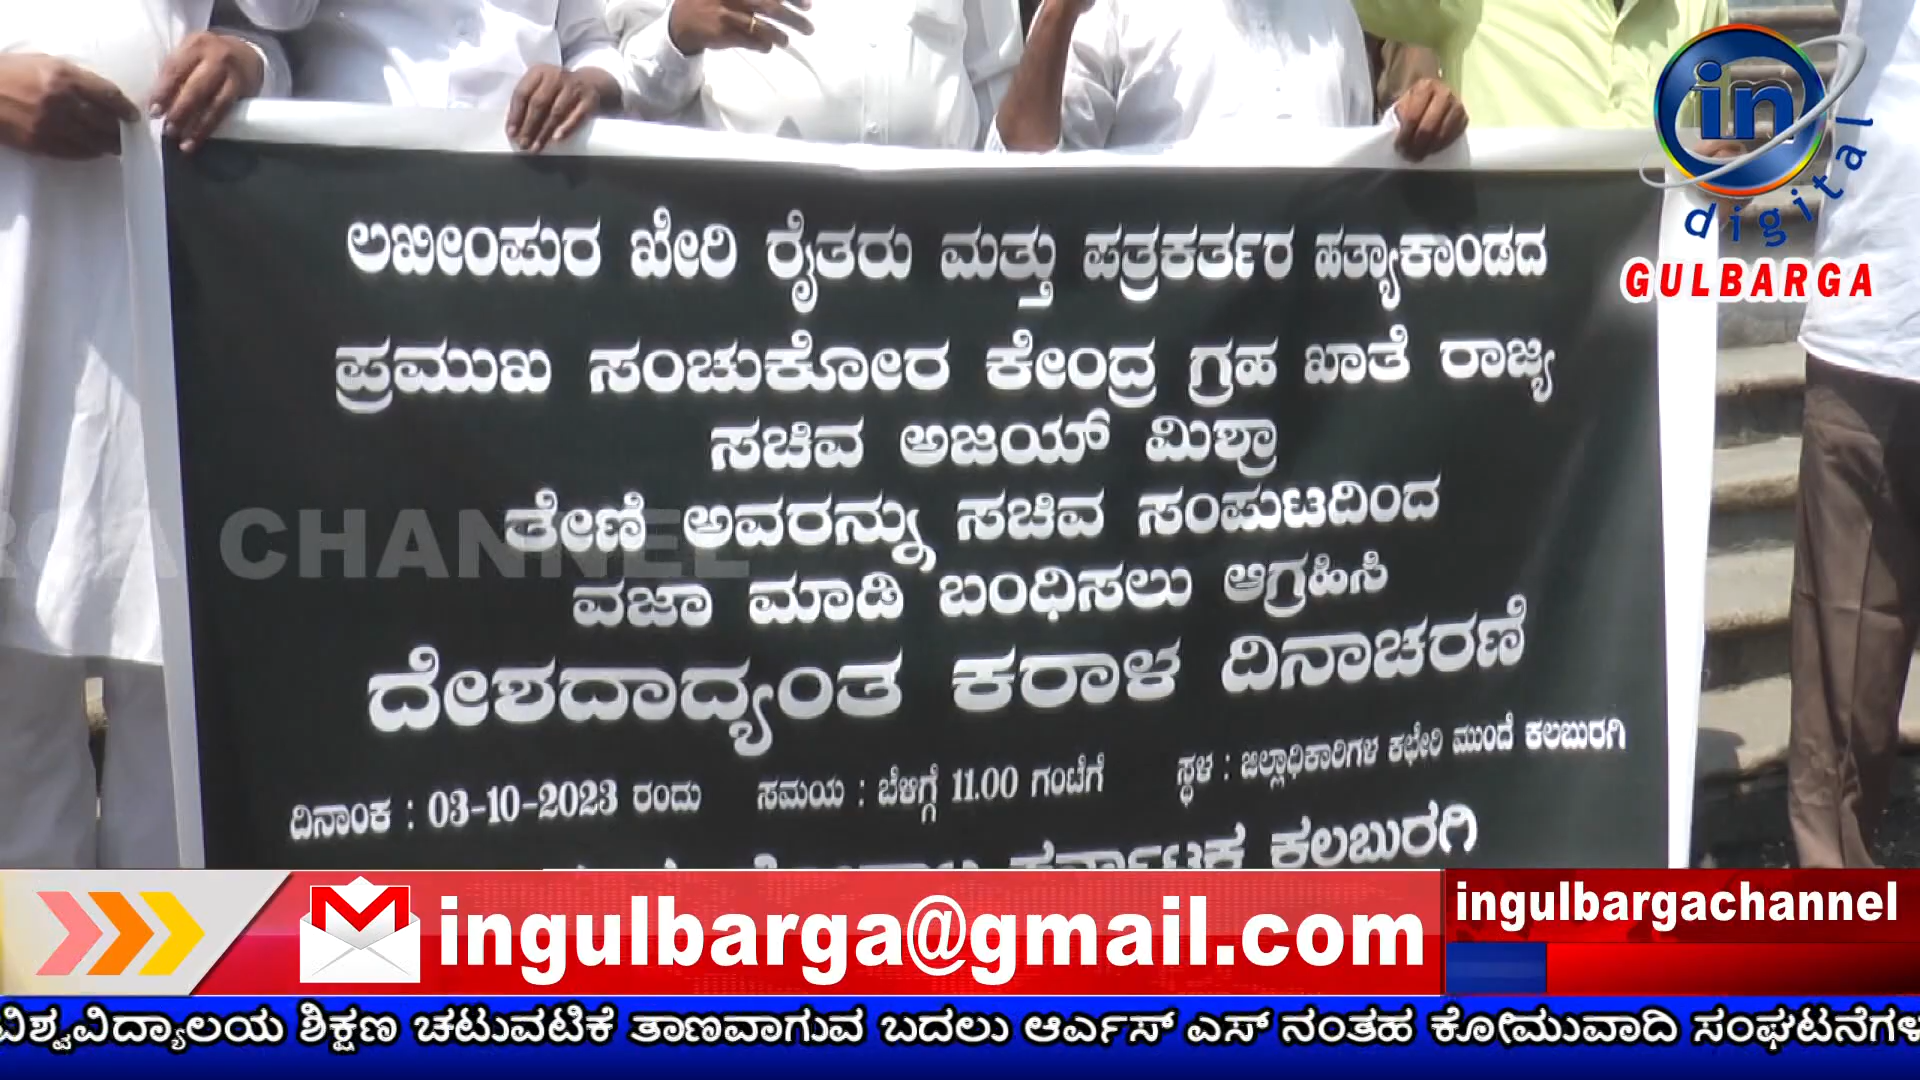 in
digital
GULBARGA
ಲಖೀಂಪುರ ಖೇರಿ ರೈತರು ಮತ್ತು ಪತ್ರಕರ್ತರ ಹತ್ಯಾಕಾಂಡದ
ಪ್ರಮುಖ ಸಂಚುಕೋರ ಕೇಂದ್ರ ಗ್ರಹ ಖಾತೆ ರಾಜ್ಯ
ಸಚಿವ ಅಜಯ್ ಮಿಶ್ರಾ
ತೇಣಿ ಅವರನ್ನು ಸಚಿವ ಸಂಪುಟದಿಂದ
CHANNEL
ವಜಾ ಮಾಡಿ ಬಂಧಿಸಲು ಆಗ್ರಹಿಸಿ
ದೇಶದಾದ್ಯಂತ ಕರಾಳ ದಿನಾಚರಣೆ
ದಿನಾಂಕ : 03-10-2023 ರಂದು ಸಮಯ : ಬೆಳಿಗ್ಗೆ 11.00 ಗಂಟೆಗೆ ಸ್ಥಳ : ಜಿಲ್ಲಾಧಿಕಾರಿಗಳ ಕಛೇರಿ ಮುಂದೆ ಕಲಬುರಗಿ
ಕರ್ನಾಟಕ ಕಲಬುರಗಿ
ingulbarga@gmail.com
ingulbargachannel
ವಿಶ್ವವಿದ್ಯಾಲಯ ಶಿಕ್ಷಣ ಚಟುವಟಿಕೆ ತಾಣವಾಗುವ ಬದಲು ಆರ್ಎಸ್ ಎಸ್ ನಂತಹ ಕೋಮುವಾದಿ ಸಂಘಟನೆಗಳ